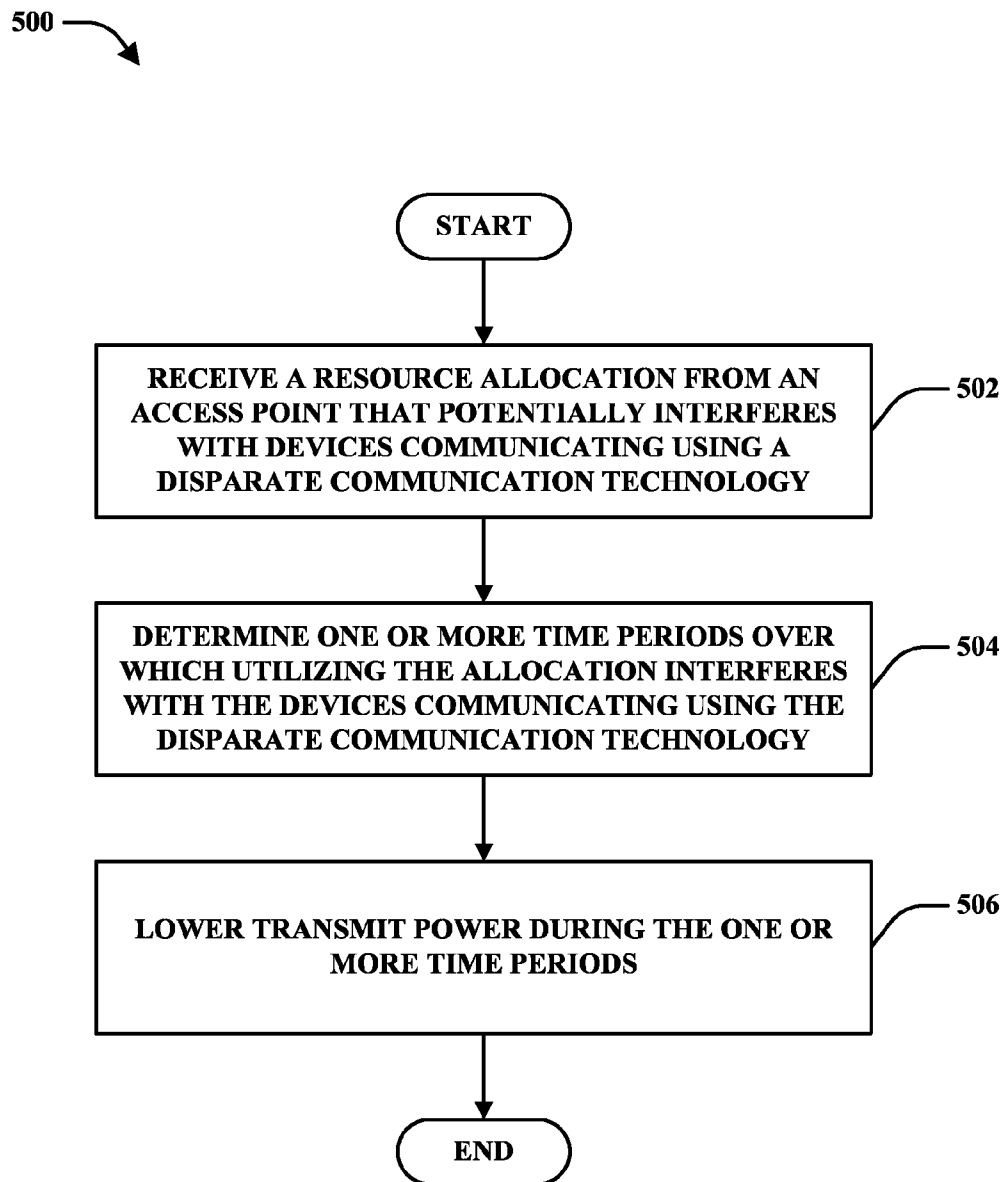 500
START
RECEIVE A RESOURCE ALLOCATION FROM AN
ACCESS POINT THAT POTENTIALLY INTERFERES
WITH DEVICES COMMUNICATING USING A
DISPARATE COMMUNICATION TECHNOLOGY
502
DETERMINE ONE OR MORE TIME PERIODS OVER
WHICH UTILIZING THE ALLOCATION INTERFERES
WITH THE DEVICES COMMUNICATING USING THE
DISPARATE COMMUNICATION TECHNOLOGY
504
LOWER TRANSMIT POWER DURING THE ONE OR
MORE TIME PERIODS
506
END